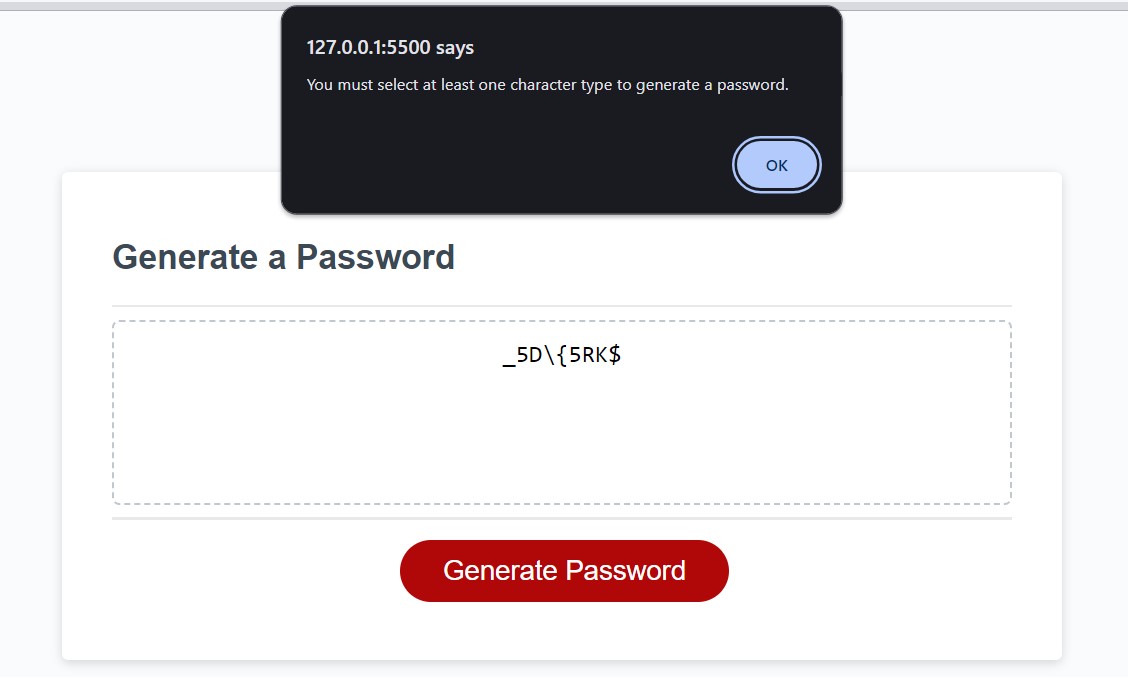 127.0.0.1:5500 says
You must select at least one character type to generate a password.
OK
Generate a Password
_5D\{5RK$
Generate Password